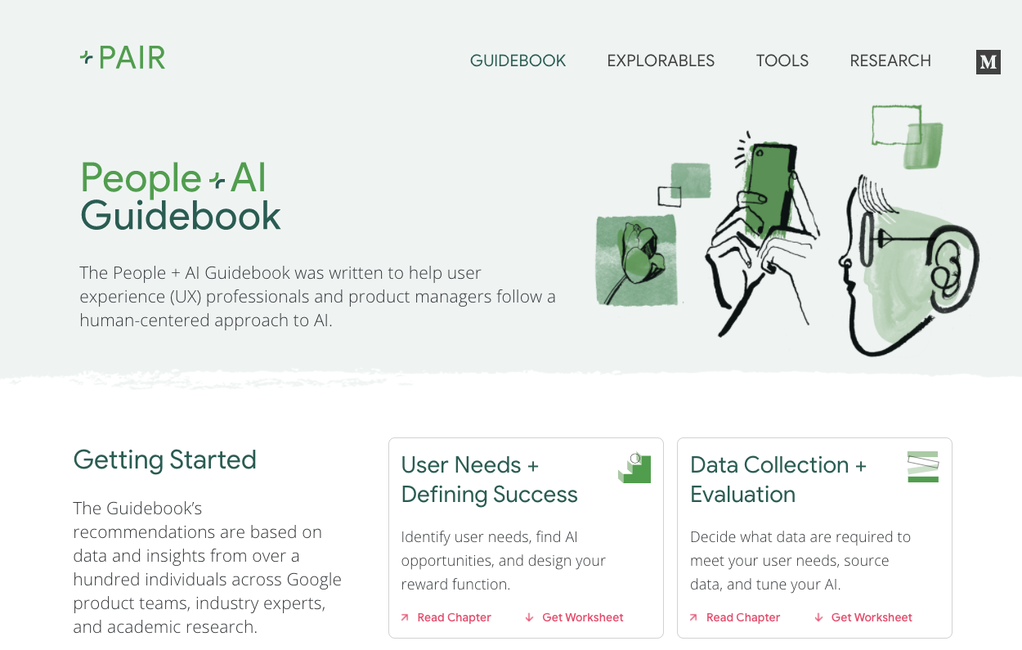 PAIR
GUIDEBOOK
EXPLORABLES
TOOLS
RESEARCH
M
People + AI
Guidebook
The People + AI Guidebook was written to help user
experience (UX) professionals and product managers follow a
human-centered approach to AI.
Getting Started
The Guidebook’s
recommendations are based on
data and insights from over a
hundred individuals across Google
product teams, industry experts,
and academic research.
User Needs +
Defining Success
Identify user needs, find AI
opportunities, and design your
reward function.
Read Chapter
Get Worksheet
Data Collection +
Evaluation
Decide what data are required to
meet your user needs, source
data, and tune your AI.
Read Chapter
Get Worksheet